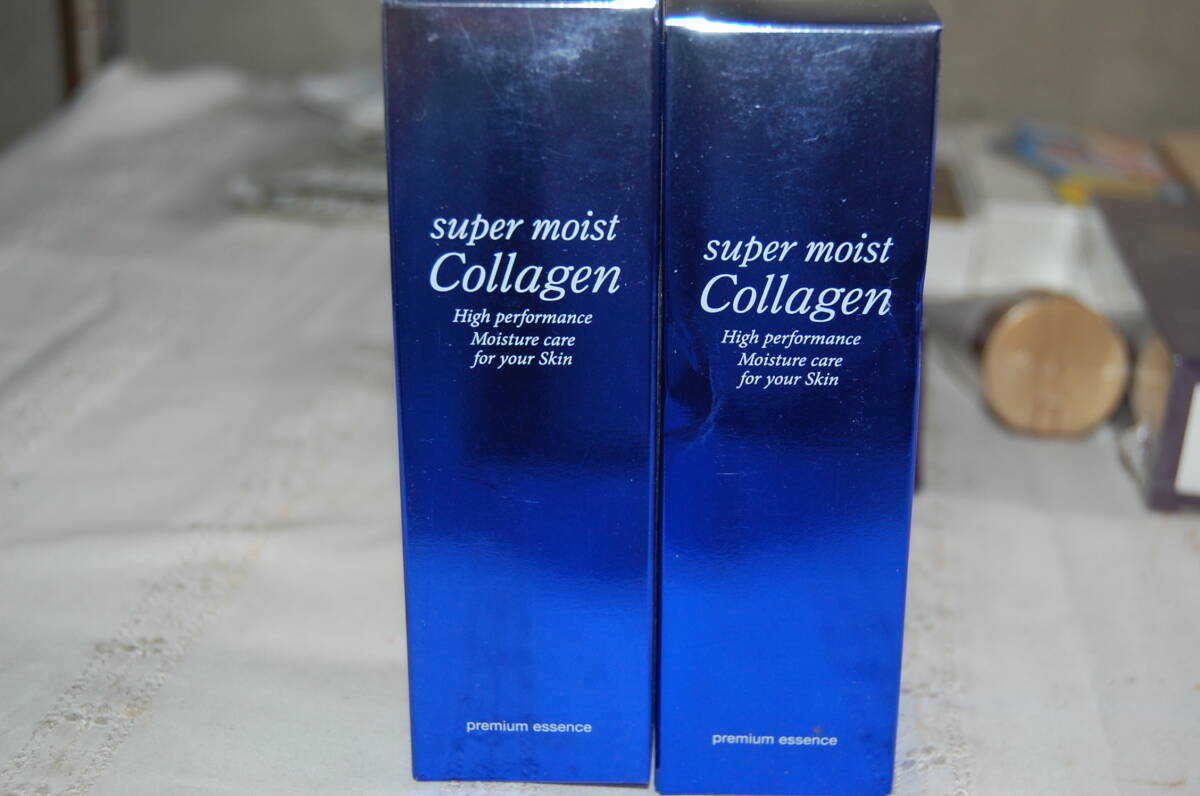 super moist
Collagen
High performance
Moisture care
for your Skin
premium essence
super moist
Collagen
High performance
Moisture care
for your Skin
premium essence